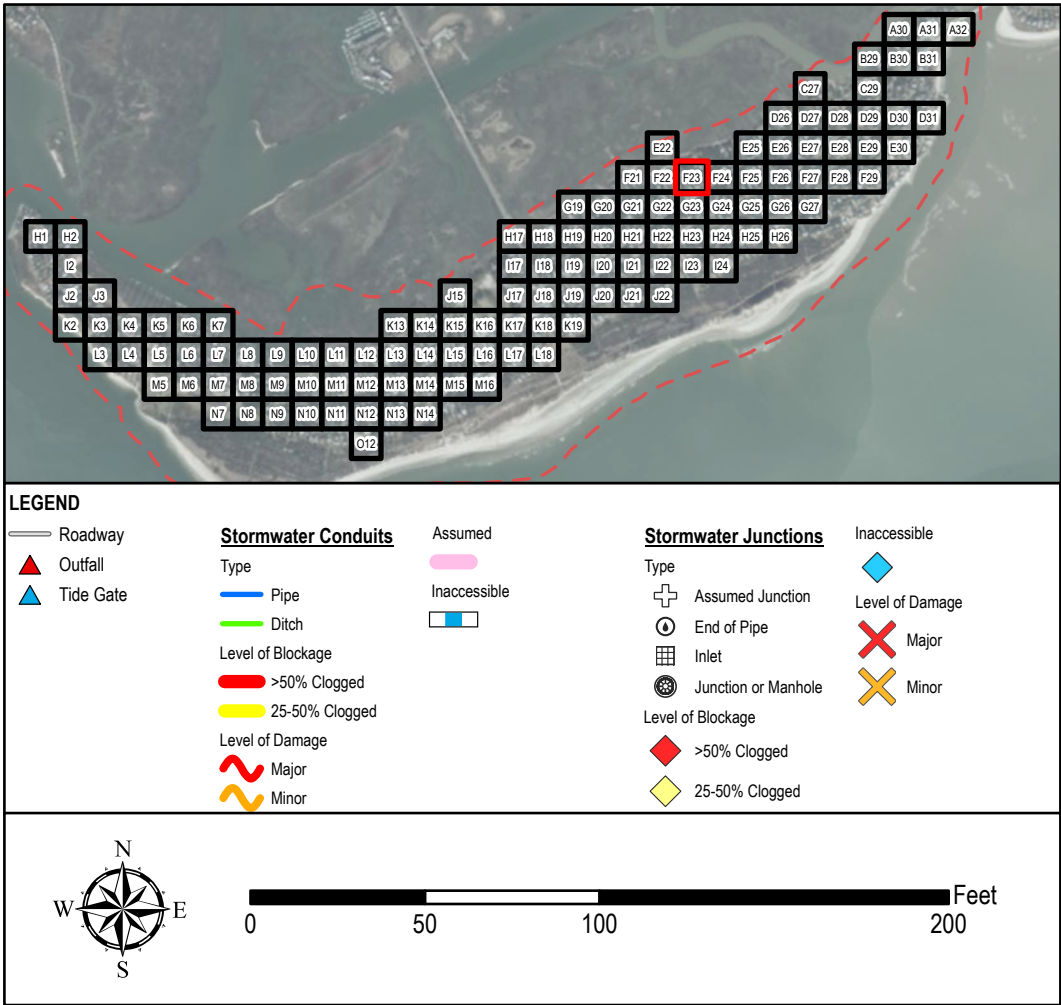 A30 A31 A32
B29 B30 B31
C27 C29
D26 D27 D28 D29 D30 D31
E22 E25 E26 E27 E28 E29 E30
F21 F22 F23 F24 F25 F26 F27 F28 F29
G19 G20 G21 G22 G23 G24 G25 G26 G27
H1 H2 H17 H18 H19 H20 H21 H22 H23 H24 H25 H26
I2 I17 I18 I19 I20 I21 I22 I23 I24
J2 J3 J15 J17 J18 J19 J20 J21 J22
K2 K3 K4 K5 K6 K7 K13 K14 K15 K16 K17 K18 K19
L3 L4 L5 L6 L7 L8 L9 L10 L11 L12 L13 L14 L15 L16 L17 L18
M5 M6 M7 M8 M9 M10 M11 M12 M13 M14 M15 M16
N7 N8 N9 N10 N11 N12 N13 N14
O12
LEGEND
Roadway
Outfall
Tide Gate
Stormwater Conduits
Type
Pipe
Ditch
Level of Blockage
>50% Clogged
25-50% Clogged
Level of Damage
Major
Minor
Assumed
Inaccessible
Stormwater Junctions
Type
Assumed Junction
End of Pipe
Inlet
Junction or Manhole
Level of Blockage
>50% Clogged
25-50% Clogged
Inaccessible
Level of Damage
Major
Minor
N
W E
S
Feet
0 50 100 200